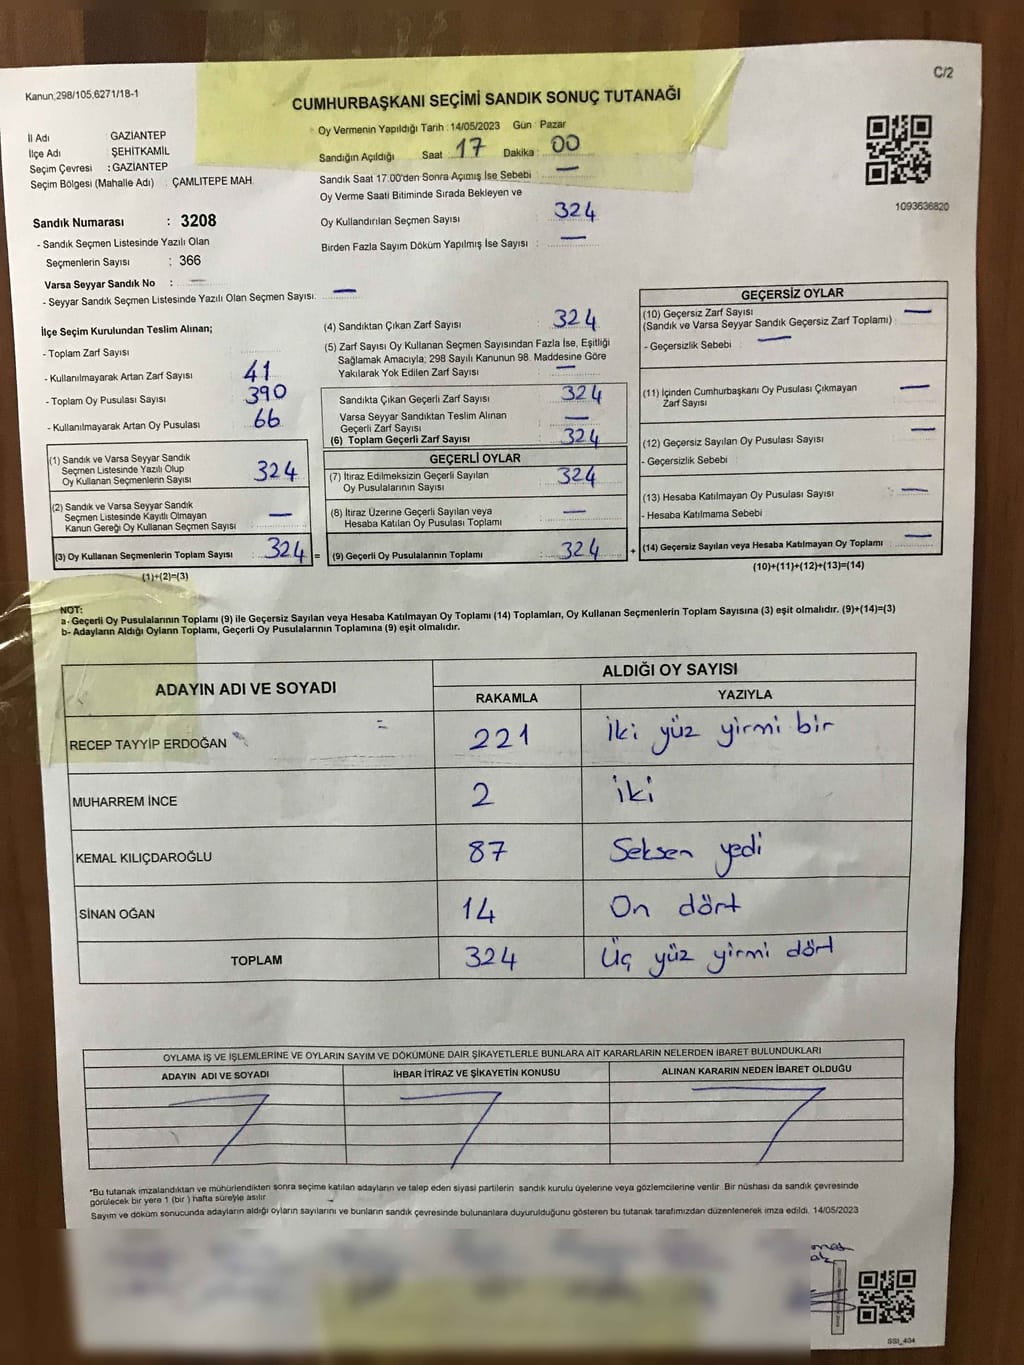 C/2
Kanun;298/105,6271/18-1
CUMHURBAŞKANI SEÇİMİ SANDIK SONUÇ TUTANAĞI
İl Adı : GAZİANTEP
İlçe Adı : ŞEHİTKAMİL
Seçim Çevresi : GAZİANTEP
Seçim Bölgesi (Mahalle Adı) : ÇAMLITEPE MAH.
Oy Vermenin Yapıldığı Tarih : 14/05/2023 Gün : Pazar
Sandığın Açıldığı Saat 17 Dakika : 00
Sandık Saat 17:00'den Sonra Açımış İse Sebebi : —
Oy Verme Saati Bitiminde Sırada Bekleyen ve
Oy Kullandırılan Seçmen Sayısı : 324
Birden Fazla Sayım Döküm Yapılmış İse Sayısı : —
1093636820
Sandık Numarası : 3208
- Sandık Seçmen Listesinde Yazılı Olan
Seçmenlerin Sayısı : 366
Varsa Seyyar Sandık No : —
- Seyyar Sandık Seçmen Listesinde Yazılı Olan Seçmen Sayısı: —
İlçe Seçim Kurulundan Teslim Alınan;
- Toplam Zarf Sayısı
- Kullanılmayarak Artan Zarf Sayısı 41
- Toplam Oy Pusulası Sayısı 390
- Kullanılmayarak Artan Oy Pusulası 66
(1) Sandık ve Varsa Seyyar Sandık
Seçmen Listesinde Yazılı Olup
Oy Kullanan Seçmenlerin Sayısı 324
(2) Sandık ve Varsa Seyyar Sandık
Seçmen Listesinde Kayıtlı Olmayan
Kanun Gereği Oy Kullanan Seçmen Sayısı —
(3) Oy Kullanan Seçmenlerin Toplam Sayısı 324 =
(1)+(2)=(3)
(4) Sandıktan Çıkan Zarf Sayısı 324
(5) Zarf Sayısı Oy Kullanan Seçmen Sayısından Fazla İse, Eşitliği
Sağlamak Amacıyla; 298 Sayılı Kanunun 98. Maddesine Göre
Yakılarak Yok Edilen Zarf Sayısı —
Sandıkta Çıkan Geçerli Zarf Sayısı 324
Varsa Seyyar Sandıktan Teslim Alınan
Geçerli Zarf Sayısı —
(6) Toplam Geçerli Zarf Sayısı 324
GEÇERLİ OYLAR
(7) İtiraz Edilmeksizin Geçerli Sayılan
Oy Pusulalarının Sayısı 324
(8) İtiraz Üzerine Geçerli Sayılan veya
Hesaba Katılan Oy Pusulası Toplamı —
(9) Geçerli Oy Pusulalarının Toplamı 324 +
GEÇERSİZ OYLAR
(10) Geçersiz Zarf Sayısı
(Sandık ve Varsa Seyyar Sandık Geçersiz Zarf Toplamı) : —
- Geçersizlik Sebebi : —
(11) İçinden Cumhurbaşkanı Oy Pusulası Çıkmayan
Zarf Sayısı —
(12) Geçersiz Sayılan Oy Pusulası Sayısı —
- Geçersizlik Sebebi :
(13) Hesaba Katılmayan Oy Pusulası Sayısı —
- Hesaba Katılmama Sebebi
(14) Geçersiz Sayılan veya Hesaba Katılmayan Oy Toplamı —
(10)+(11)+(12)+(13)=(14)
NOT:
a- Geçerli Oy Pusulalarının Toplamı (9) ile Geçersiz Sayılan veya Hesaba Katılmayan Oy Toplamı (14) Toplamları, Oy Kullanan Seçmenlerin Toplam Sayısına (3) eşit olmalıdır. (9)+(14)=(3)
b- Adayların Aldığı Oyların Toplamı, Geçerli Oy Pusulalarının Toplamına (9) eşit olmalıdır.
ADAYIN ADI VE SOYADI ALDIĞI OY SAYISI
RAKAMLA YAZIYLA
RECEP TAYYİP ERDOĞAN 221 İki yüz yirmi bir
MUHARREM İNCE 2 iki
KEMAL KILIÇDAROĞLU 87 Seksen yedi
SİNAN OĞAN 14 On dört
TOPLAM 324 Üç yüz yirmi dört
OYLAMA İŞ VE İŞLEMLERİNE VE OYLARIN SAYIM VE DÖKÜMÜNE DAİR ŞİKAYETLERLE BUNLARA AİT KARARLARIN NELERDEN İBARET BULUNDUKLARI
ADAYIN ADI VE SOYADI İHBAR İTİRAZ VE ŞİKAYETİN KONUSU ALINAN KARARIN NEDEN İBARET OLDUĞU
*Bu tutanak imzalandıktan ve mühürlendikten sonra seçime katılan adayların ve talep eden siyasi partilerin sandık kurulu üyelerine veya gözlemcilerine verilir. Bir nüshası da sandık çevresinde
görülecek bir yere 1 (bir ) hafta süreyle asılır.
Sayım ve döküm sonucunda adayların aldığı oyların sayılarını ve bunların sandık çevresinde bulunanlara duyurulduğunu gösteren bu tutanak tarafımızdan düzenlenerek imza edildi. 14/05/2023
SSI_404